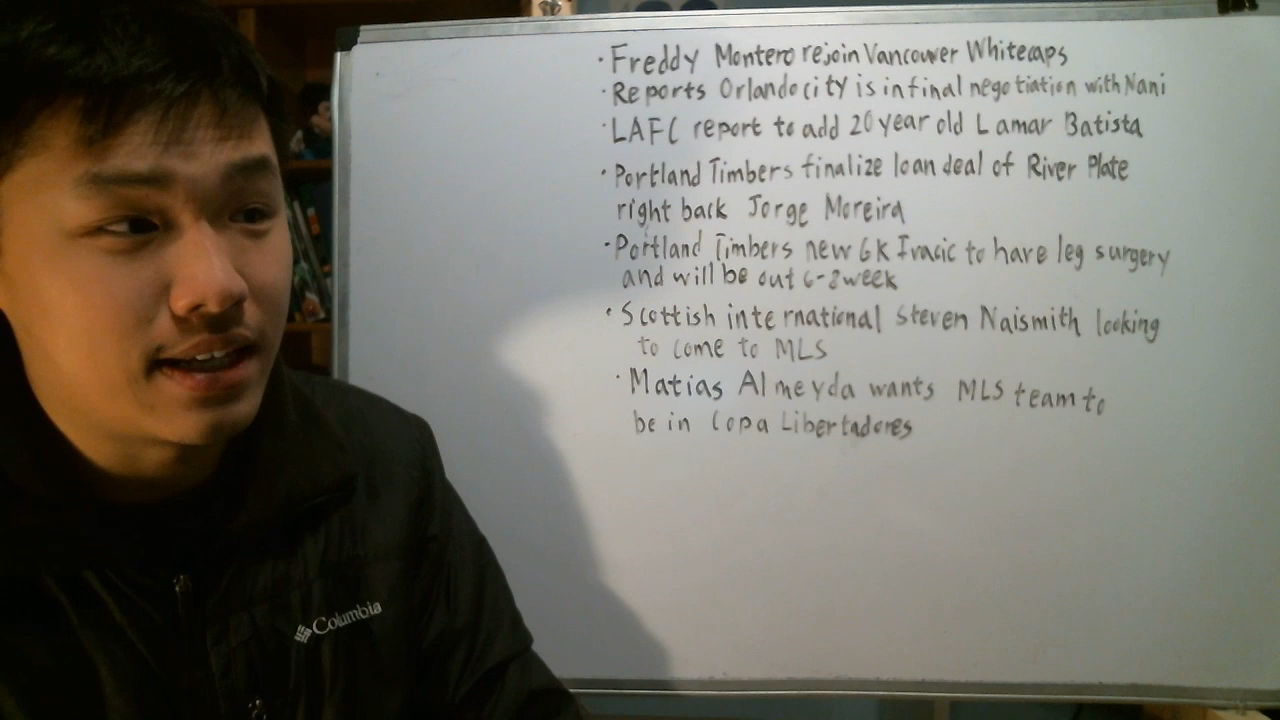 · Freddy Montero rejoin Vancouver Whitecaps
· Reports Orlando city is in final negotiation with Nani
· LAFC report to add 20 year old Lamar Batista
· Portland Timbers finalize loan deal of River Plate
right back Jorge Moreira
· Portland Timbers new GK Ivacic to have leg surgery
and will be out 6-8 week
· Scottish international Steven Naismith looking
to come to MLS
· Matias Almeyda wants MLS team to
be in Copa Libertadores
Columbia